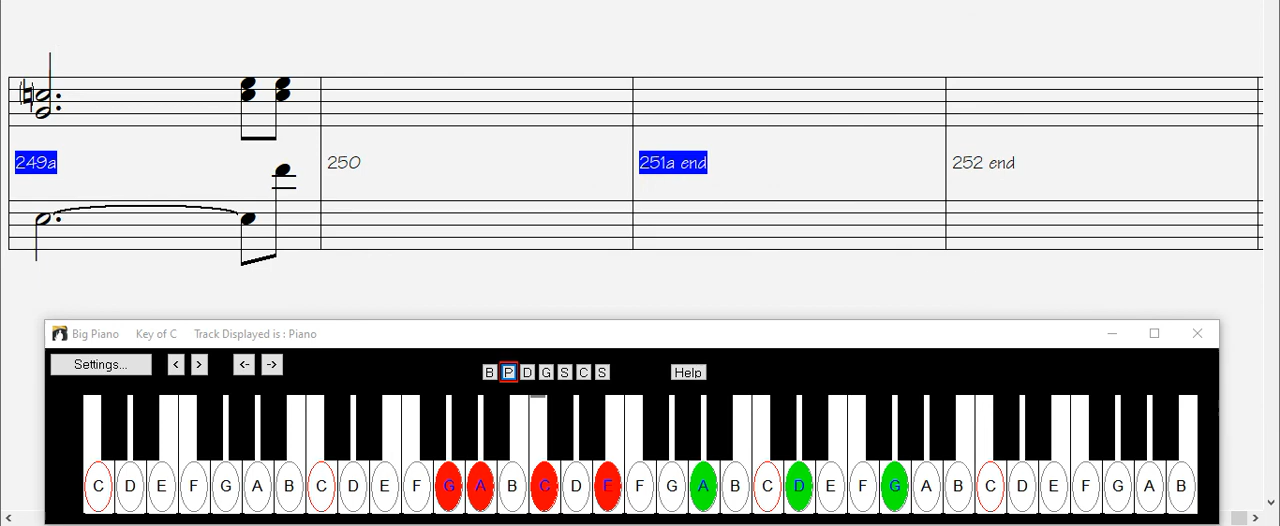 249a 250 251a end 252 end
Big Piano Key of C Track Displayed is : Piano
Settings... < > <- -> B P D G S C S Help
C D E F G A B C D E F G A B C D E F G A B C D E F G A B C D E F G A B